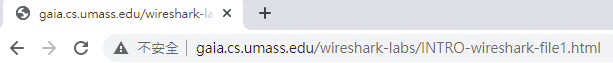 gaia.cs.umass.edu/wireshark-la
不安全 | gaia.cs.umass.edu/wireshark-labs/INTRO-wireshark-file1.html